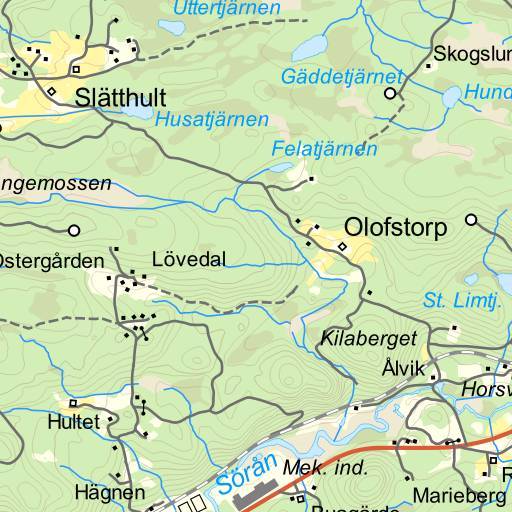 Uttertjärnen
Skogslun
Gäddetjärnet
Hund
Slätthult
Husatjärnen
Felatjärnen
ngemossen
Olofstorp
Östergården
Lövedal
St. Limtj.
Kilaberget
Ålvik
Horsv
Hultet
Sörån
Mek. ind.
Hägnen
Marieberg
R